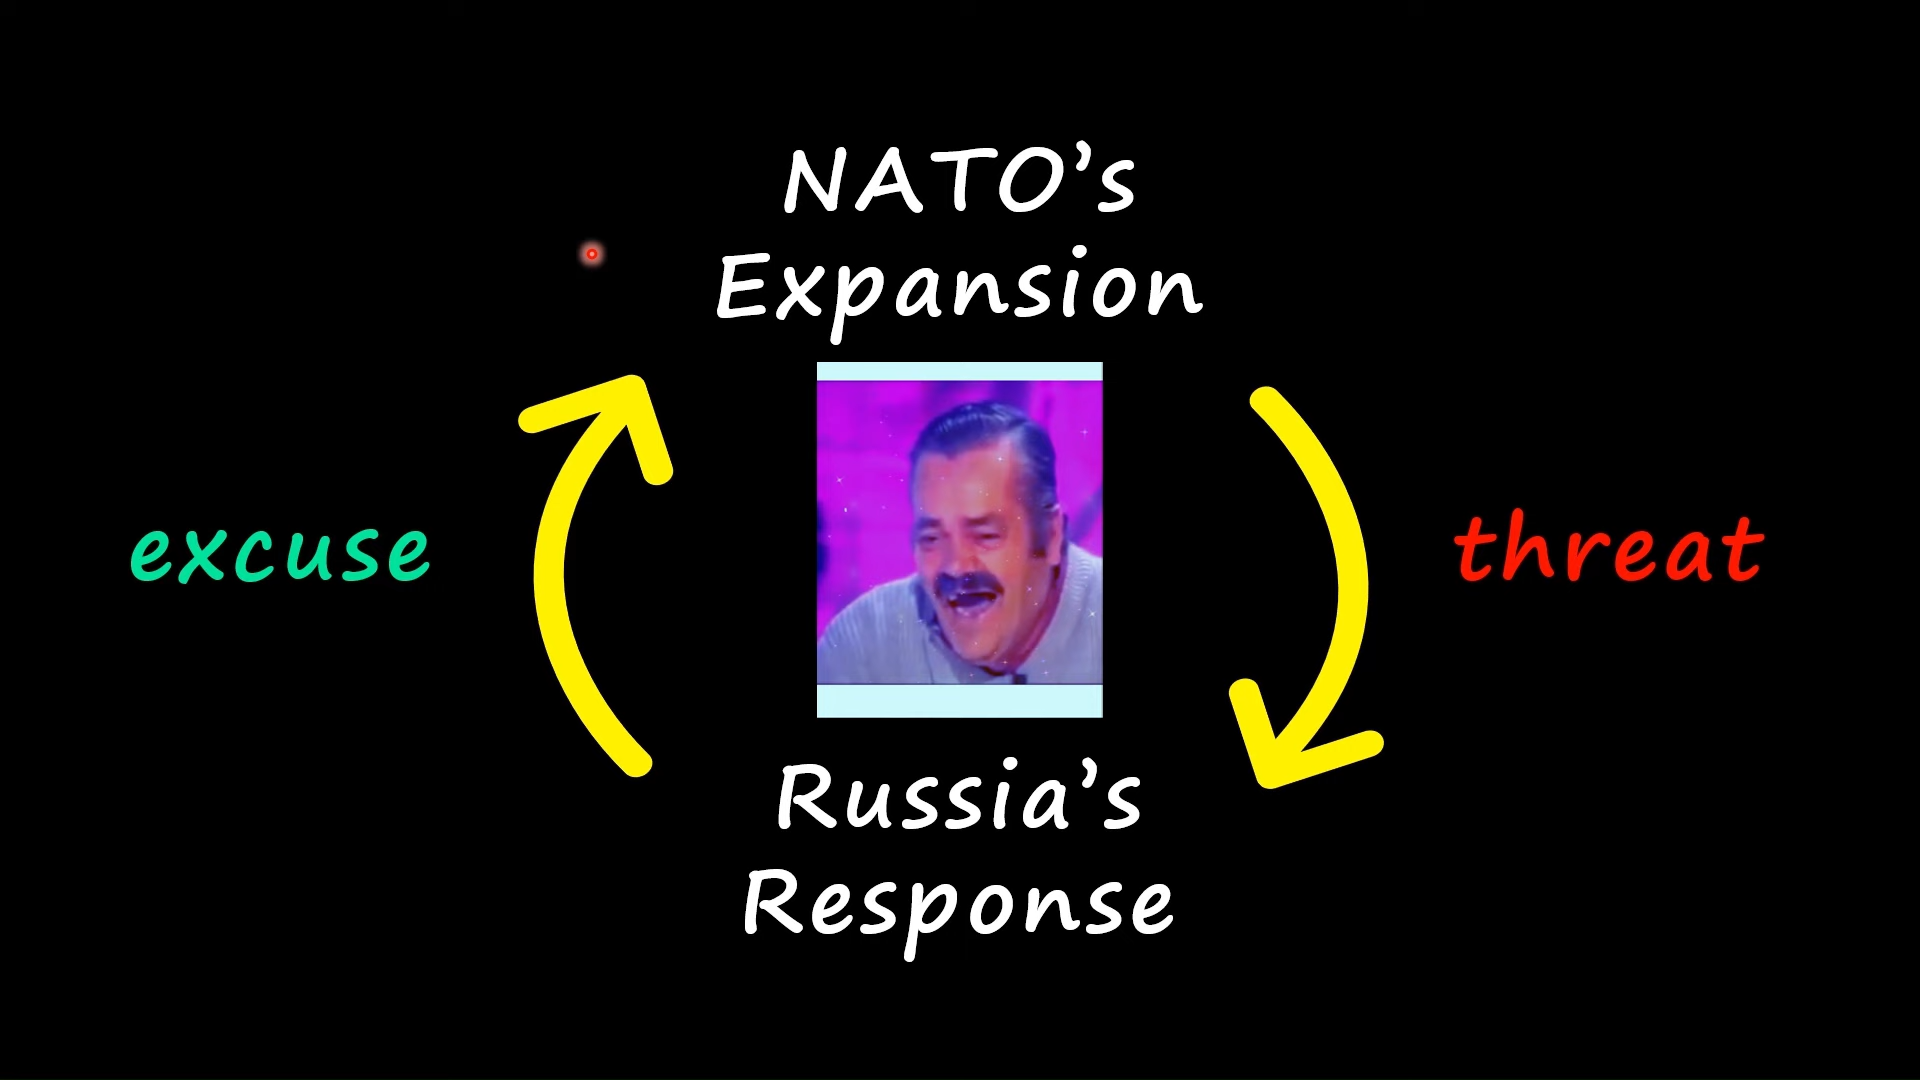 NATO’s
Expansion
excuse
threat
Russia’s
Response